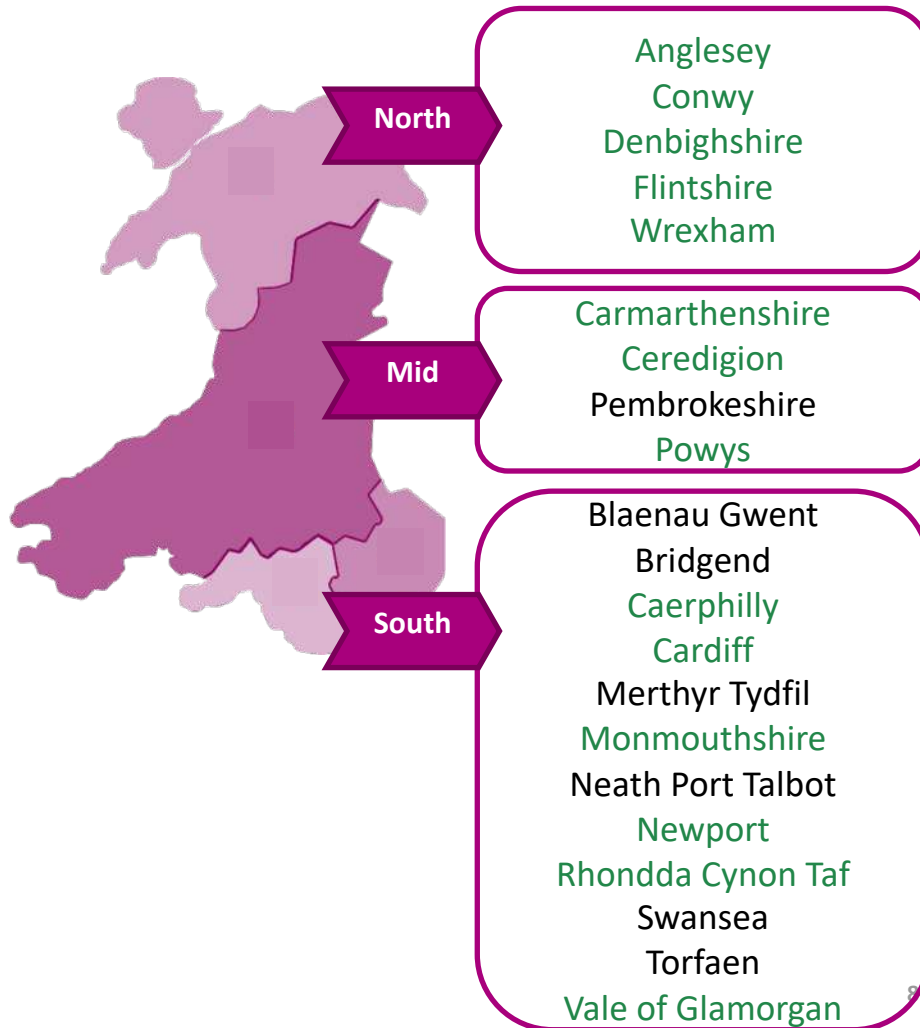 North
Anglesey
Conwy
Denbighshire
Flintshire
Wrexham
Mid
Carmarthenshire
Ceredigion
Pembrokeshire
Powys
South
Blaenau Gwent
Bridgend
Caerphilly
Cardiff
Merthyr Tydfil
Monmouthshire
Neath Port Talbot
Newport
Rhondda Cynon Taf
Swansea
Torfaen
Vale of Glamorgan